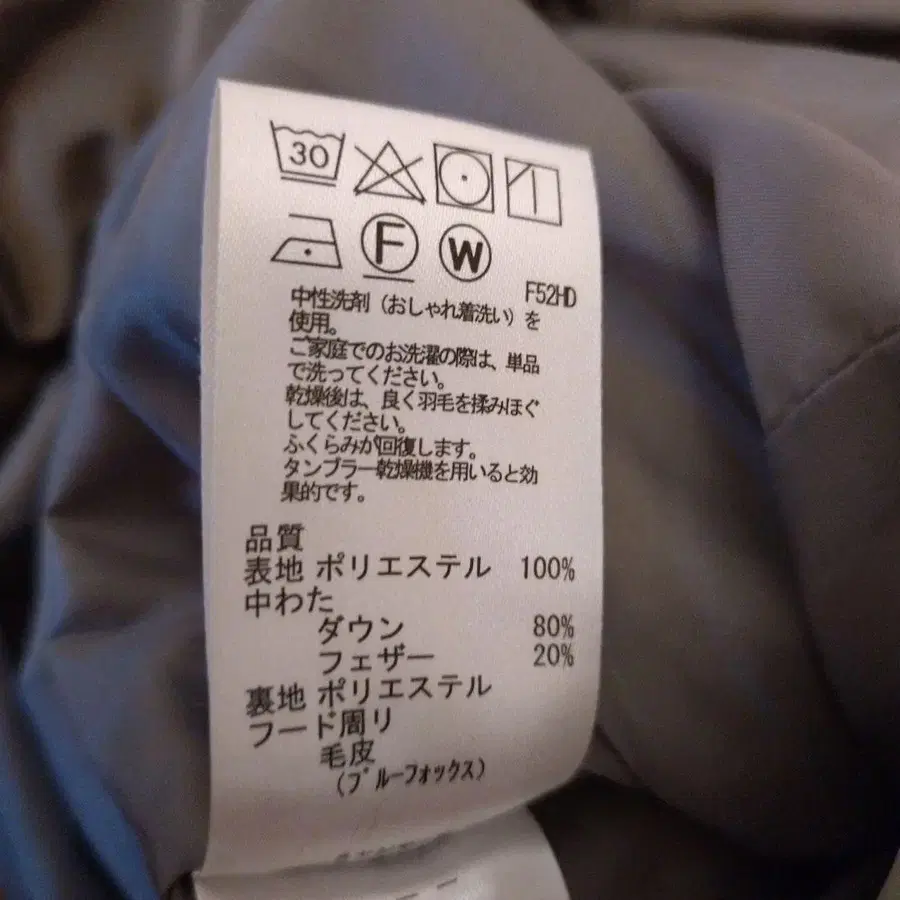 30
F W
F52HD
中性洗剤（おしゃれ着洗い）を
使用。
ご家庭でのお洗濯の際は、単品
で洗ってください。
乾燥後は、良く羽毛を揉みほぐ
してください。
ふくらみが回復します。
タンブラー乾燥機を用いると効
果的です。
品質
表地 ポリエステル 100%
中わた
ダウン 80%
フェザー 20%
裏地 ポリエステル
フード周リ
毛皮
(ﾌﾞﾙｰﾌｫｯｸｽ)